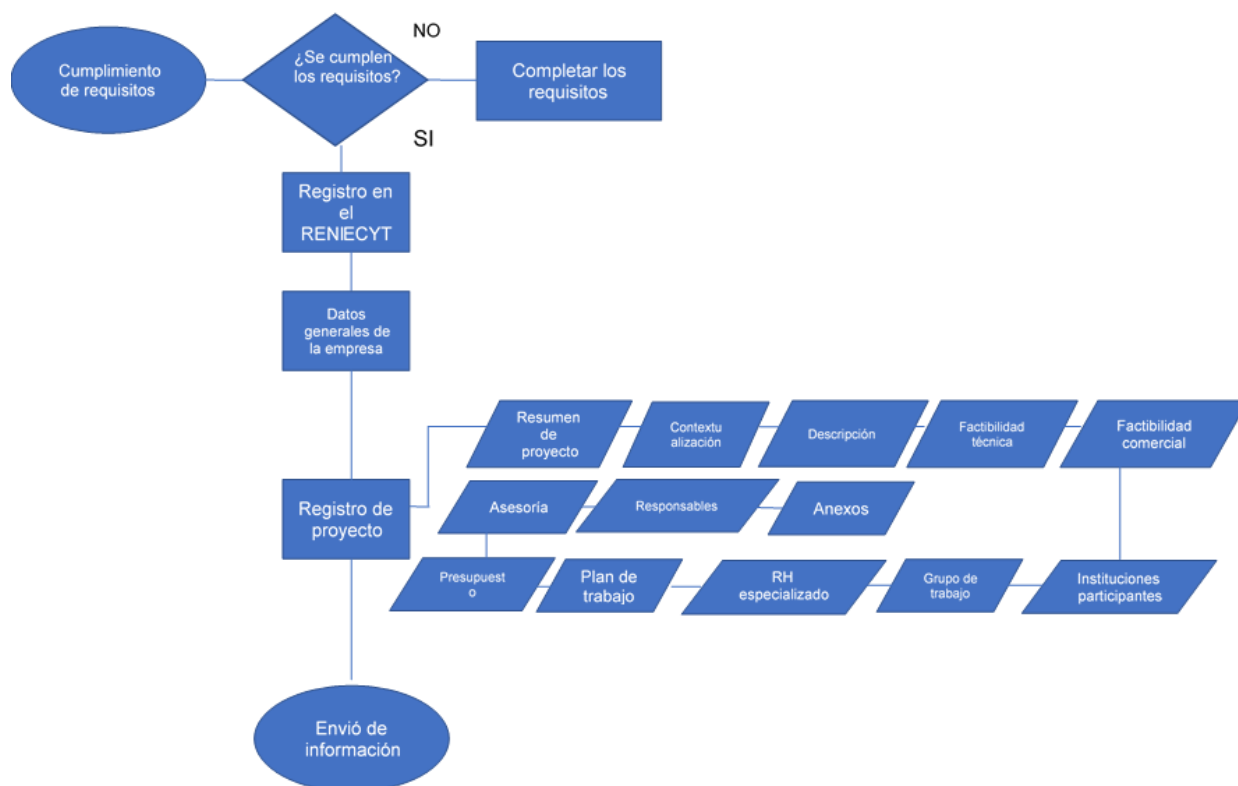 NO
¿Se cumplen
los requisitos?
Cumplimiento
de requisitos
Completar los
requisitos
SI
Registro en
el
RENIECYT
Datos
generales de
la empresa
Resumen
de
proyecto
Contextu
alización
Descripción
Factibilidad
técnica
Factibilidad
comercial
Registro de
proyecto
Asesoría
Responsables
Anexos
Presupuest
o
Plan de
trabajo
RH
especializado
Grupo de
trabajo
Instituciones
participantes
Envió de
información